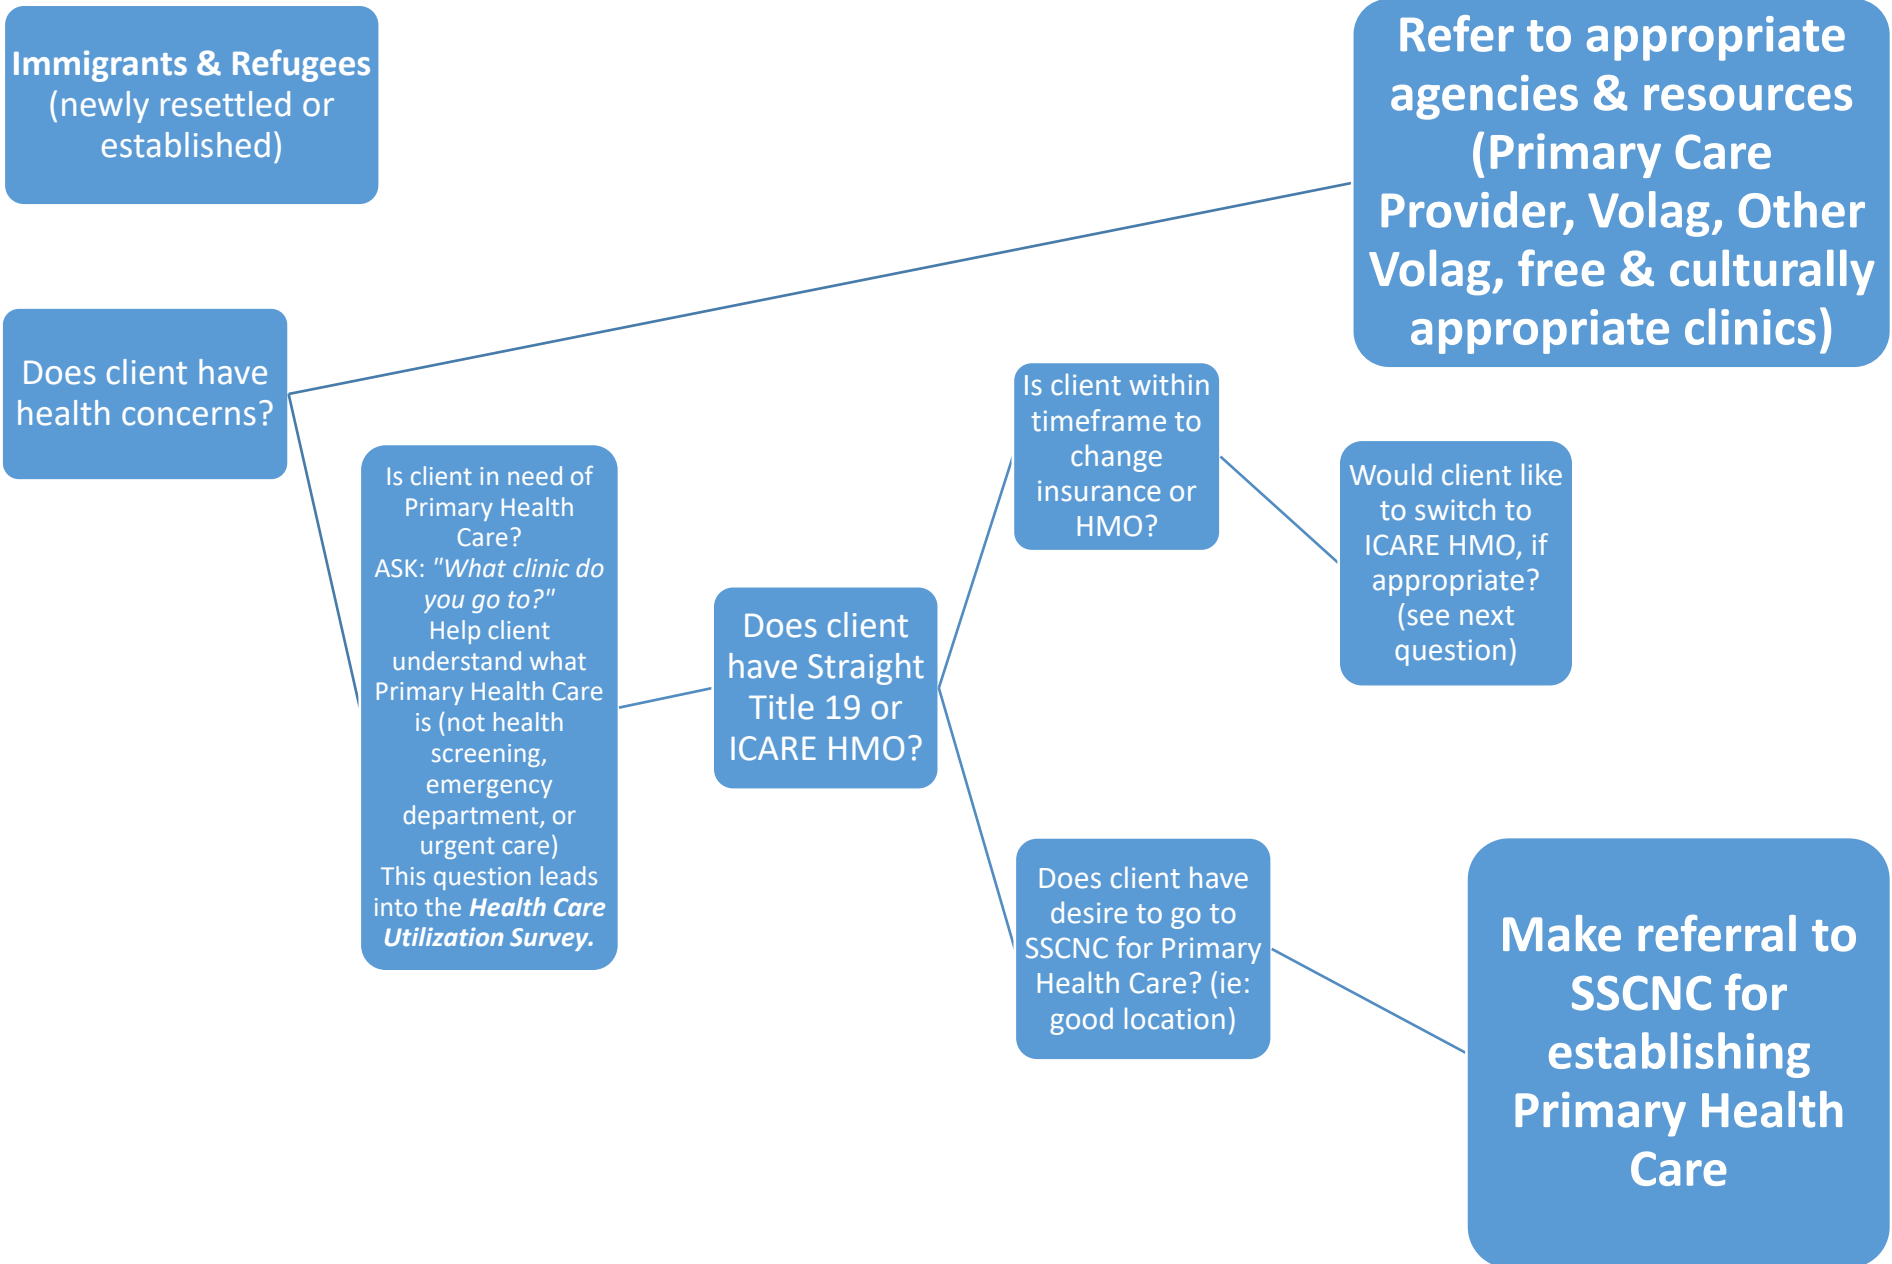 Immigrants & Refugees
(newly resettled or
established)
Refer to appropriate
agencies & resources
(Primary Care
Provider, Volag, Other
Volag, free & culturally
appropriate clinics)
Does client have
health concerns?
Is client in need of
Primary Health
Care?
ASK: "What clinic do
you go to?"
Help client
understand what
Primary Health Care
is (not health
screening,
emergency
department, or
urgent care)
This question leads
into the Health Care
Utilization Survey.
Does client
have Straight
Title 19 or
ICARE HMO?
Is client within
timeframe to
change
insurance or
HMO?
Would client like
to switch to
ICARE HMO, if
appropriate?
(see next
question)
Does client have
desire to go to
SSCNC for Primary
Health Care? (ie:
good location)
Make referral to
SSCNC for
establishing
Primary Health
Care